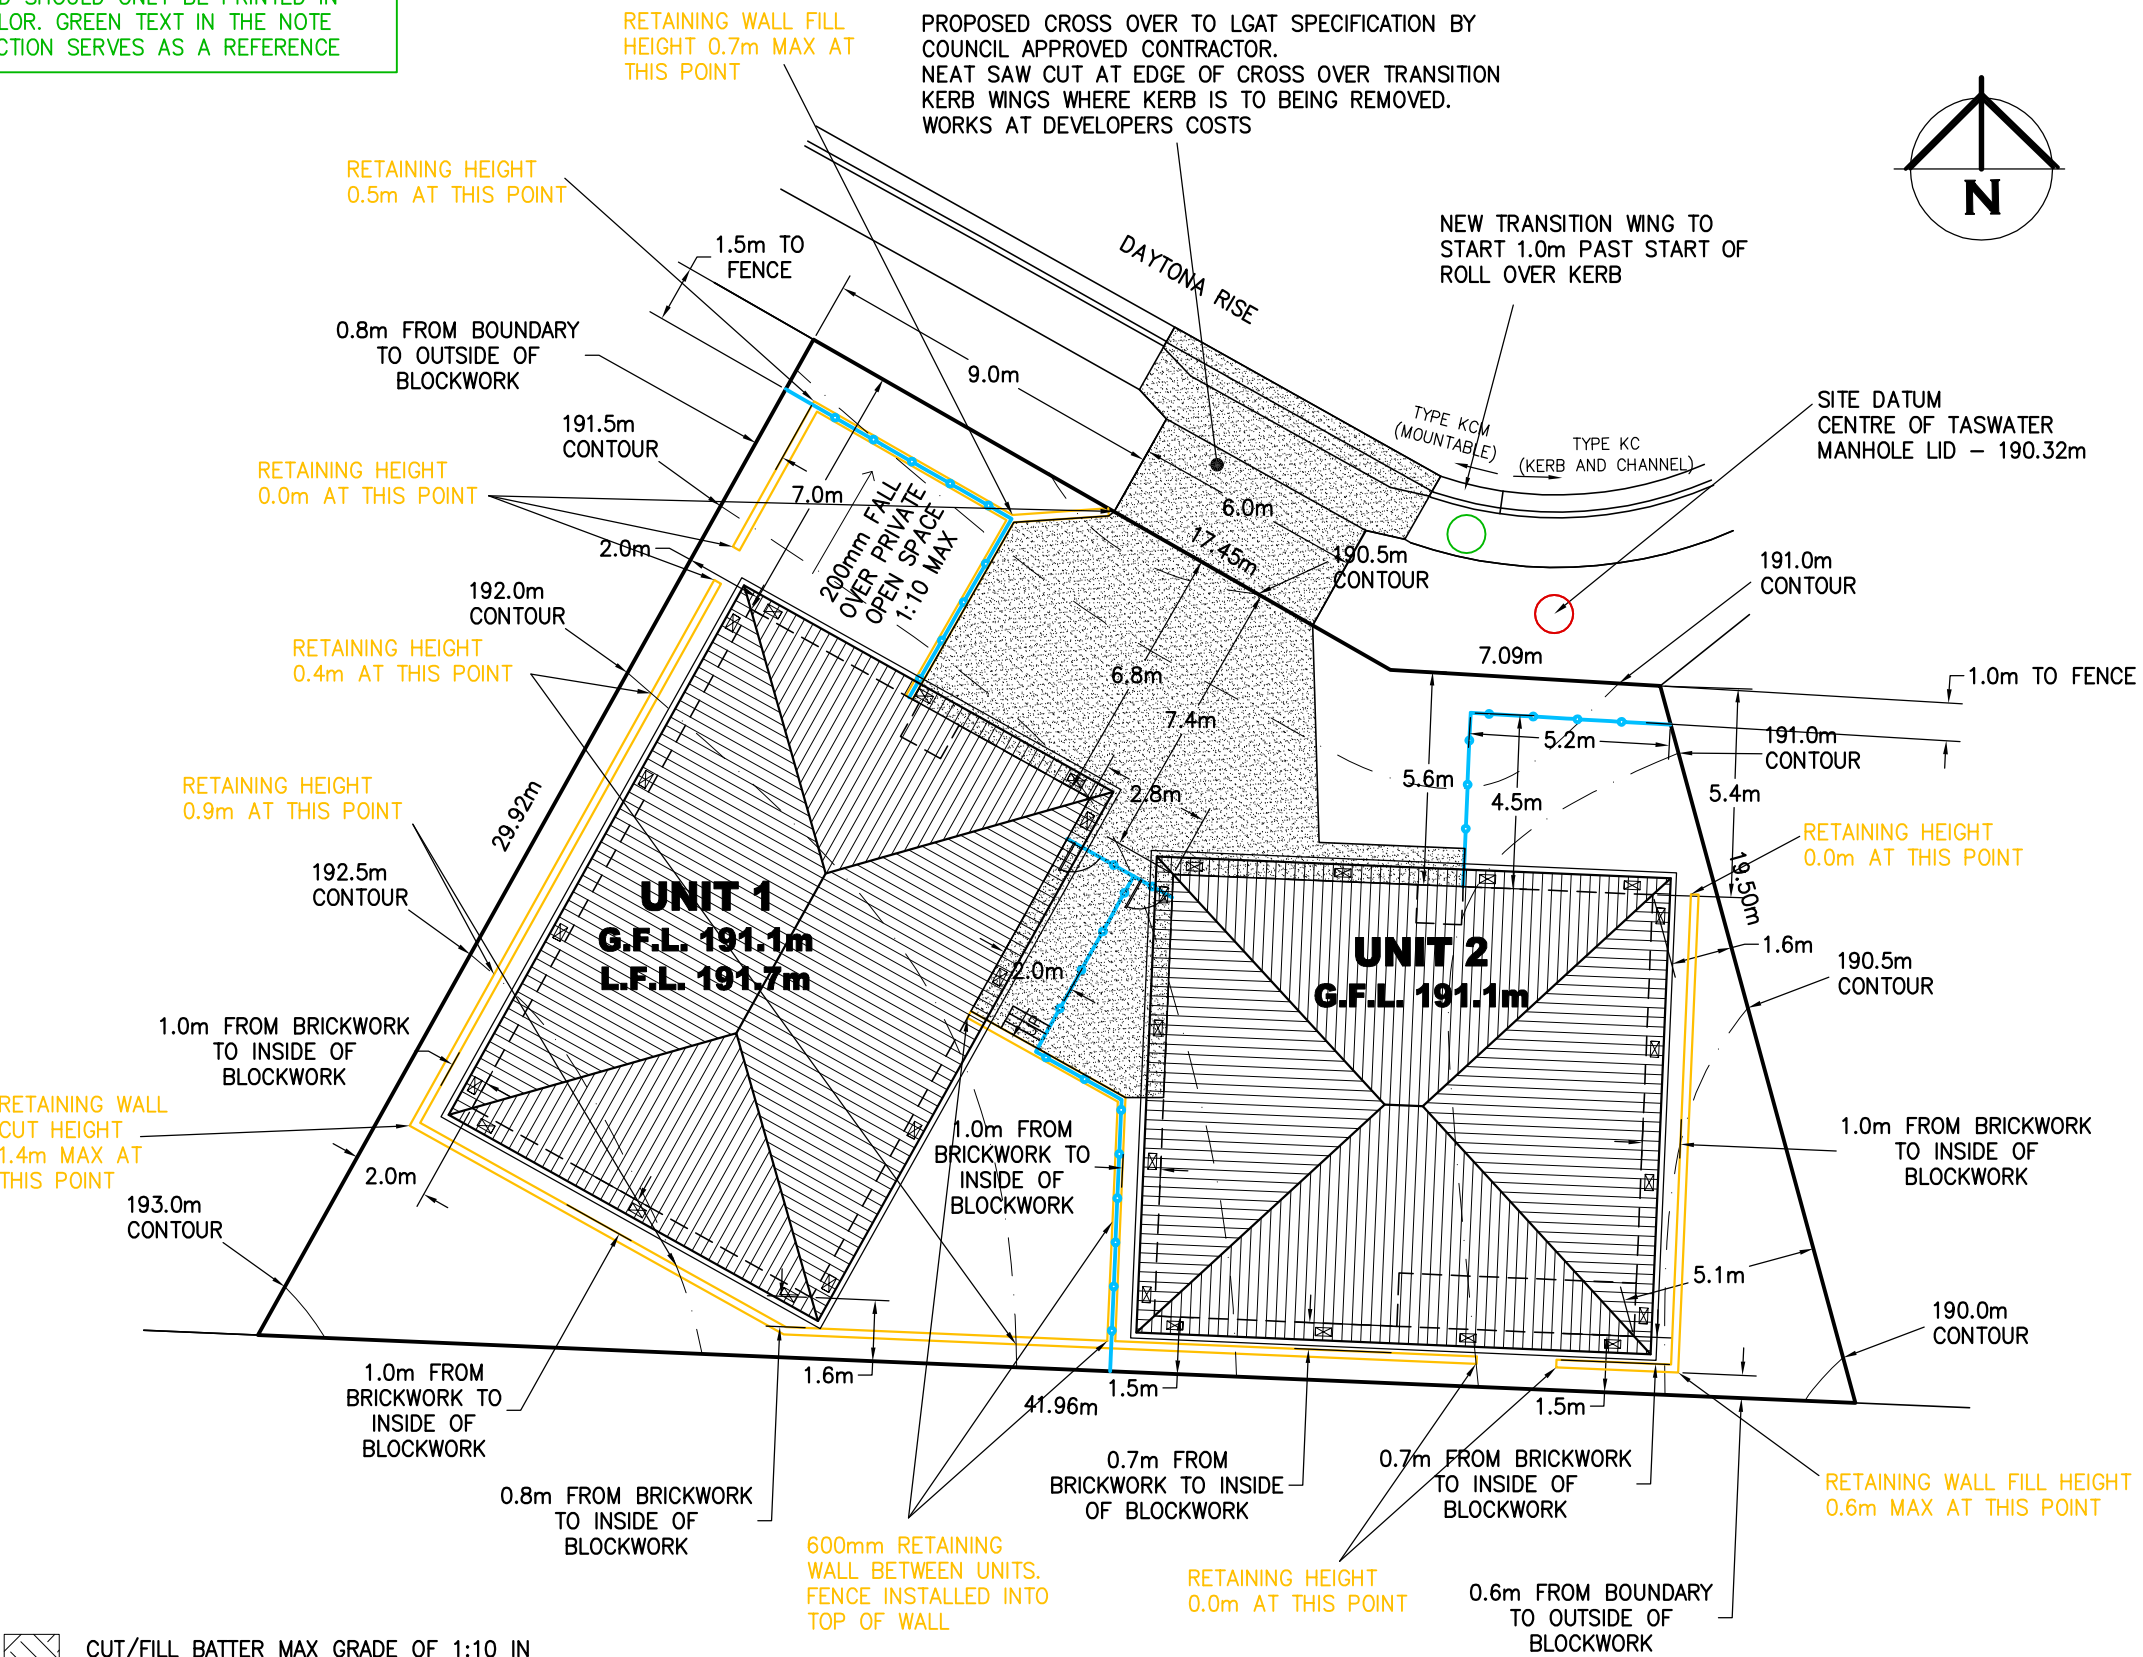 SHOULD ONLY BE PRINTED IN
GREEN TEXT IN THE NOTE
SERVES AS A REFERENCE
RETAINING WALL FILL
HEIGHT 0.7m MAX AT
THIS POINT
PROPOSED CROSS OVER TO LGAT SPECIFICATION BY
COUNCIL APPROVED CONTRACTOR.
NEAT SAW CUT AT EDGE OF CROSS OVER TRANSITION
KERB WINGS WHERE KERB IS TO BEING REMOVED.
WORKS AT DEVELOPERS COSTS
N
RETAINING HEIGHT
0.5m AT THIS POINT
1.5m TO
FENCE
DAYTONA RISE
NEW TRANSITION WING TO
START 1.0m PAST START OF
ROLL OVER KERB
0.8m FROM BOUNDARY
TO OUTSIDE OF
BLOCKWORK
9.0m
SITE DATUM
CENTRE OF TASWATER
MANHOLE LID – 190.32m
TYPE KCM
(MOUNTABLE)
TYPE KC
(KERB AND CHANNEL)
191.5m
CONTOUR
RETAINING HEIGHT
0.0m AT THIS POINT
7.0m
200mm FALL
OVER PRIVATE
OPEN SPACE
1:10 MAX
6.0m
17.45m
190.5m
CONTOUR
2.0m
191.0m
CONTOUR
192.0m
CONTOUR
RETAINING HEIGHT
0.4m AT THIS POINT
7.09m
1.0m TO FENCE
6.8m
7.4m
5.2m
191.0m
CONTOUR
5.6m
4.5m
5.4m
2.8m
RETAINING HEIGHT
0.9m AT THIS POINT
29.92m
RETAINING HEIGHT
0.0m AT THIS POINT
19.50m
192.5m
CONTOUR
UNIT 1
G.F.L. 191.1m
L.F.L. 191.7m
UNIT 2
G.F.L. 191.1m
1.6m
2.0m
190.5m
CONTOUR
1.0m FROM BRICKWORK
TO INSIDE OF
BLOCKWORK
RETAINING WALL
CUT HEIGHT
1.4m MAX AT
THIS POINT
2.0m
1.0m FROM
BRICKWORK TO
INSIDE OF
BLOCKWORK
1.0m FROM BRICKWORK
TO INSIDE OF
BLOCKWORK
193.0m
CONTOUR
5.1m
190.0m
CONTOUR
1.0m FROM
BRICKWORK TO
INSIDE OF
BLOCKWORK
1.6m
1.5m
41.96m
1.5m
0.8m FROM BRICKWORK
TO INSIDE OF
BLOCKWORK
0.7m FROM
BRICKWORK TO INSIDE
OF BLOCKWORK
0.7m FROM BRICKWORK
TO INSIDE OF
BLOCKWORK
RETAINING WALL FILL HEIGHT
0.6m MAX AT THIS POINT
600mm RETAINING
WALL BETWEEN UNITS.
FENCE INSTALLED INTO
TOP OF WALL
RETAINING HEIGHT
0.0m AT THIS POINT
0.6m FROM BOUNDARY
TO OUTSIDE OF
BLOCKWORK
CUT/FILL BATTER MAX GRADE OF 1:10 IN